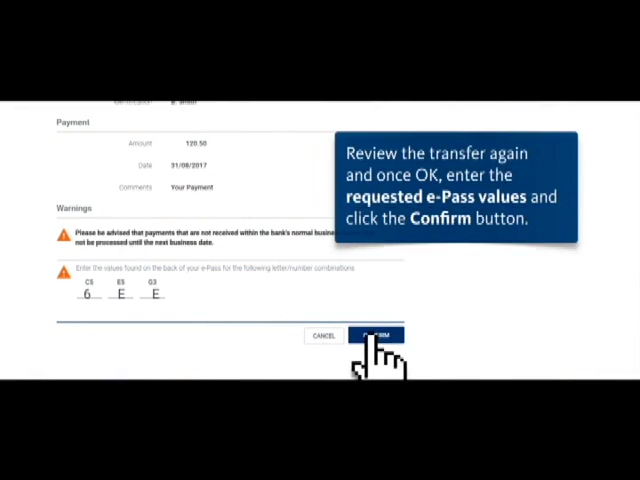 Payment
Amount 120.50
Date 31/08/2017
Comments Your Payment
Warnings
Please be advised that payments that are not received within the bank's normal
not be processed until the next business date.
Enter the values found on the back of your e-Pass for the following letter/number combinations
C5 E5 G3
6 E E
CANCEL CONFIRM
Review the transfer again
and once OK, enter the
requested e-Pass values and
click the Confirm button.